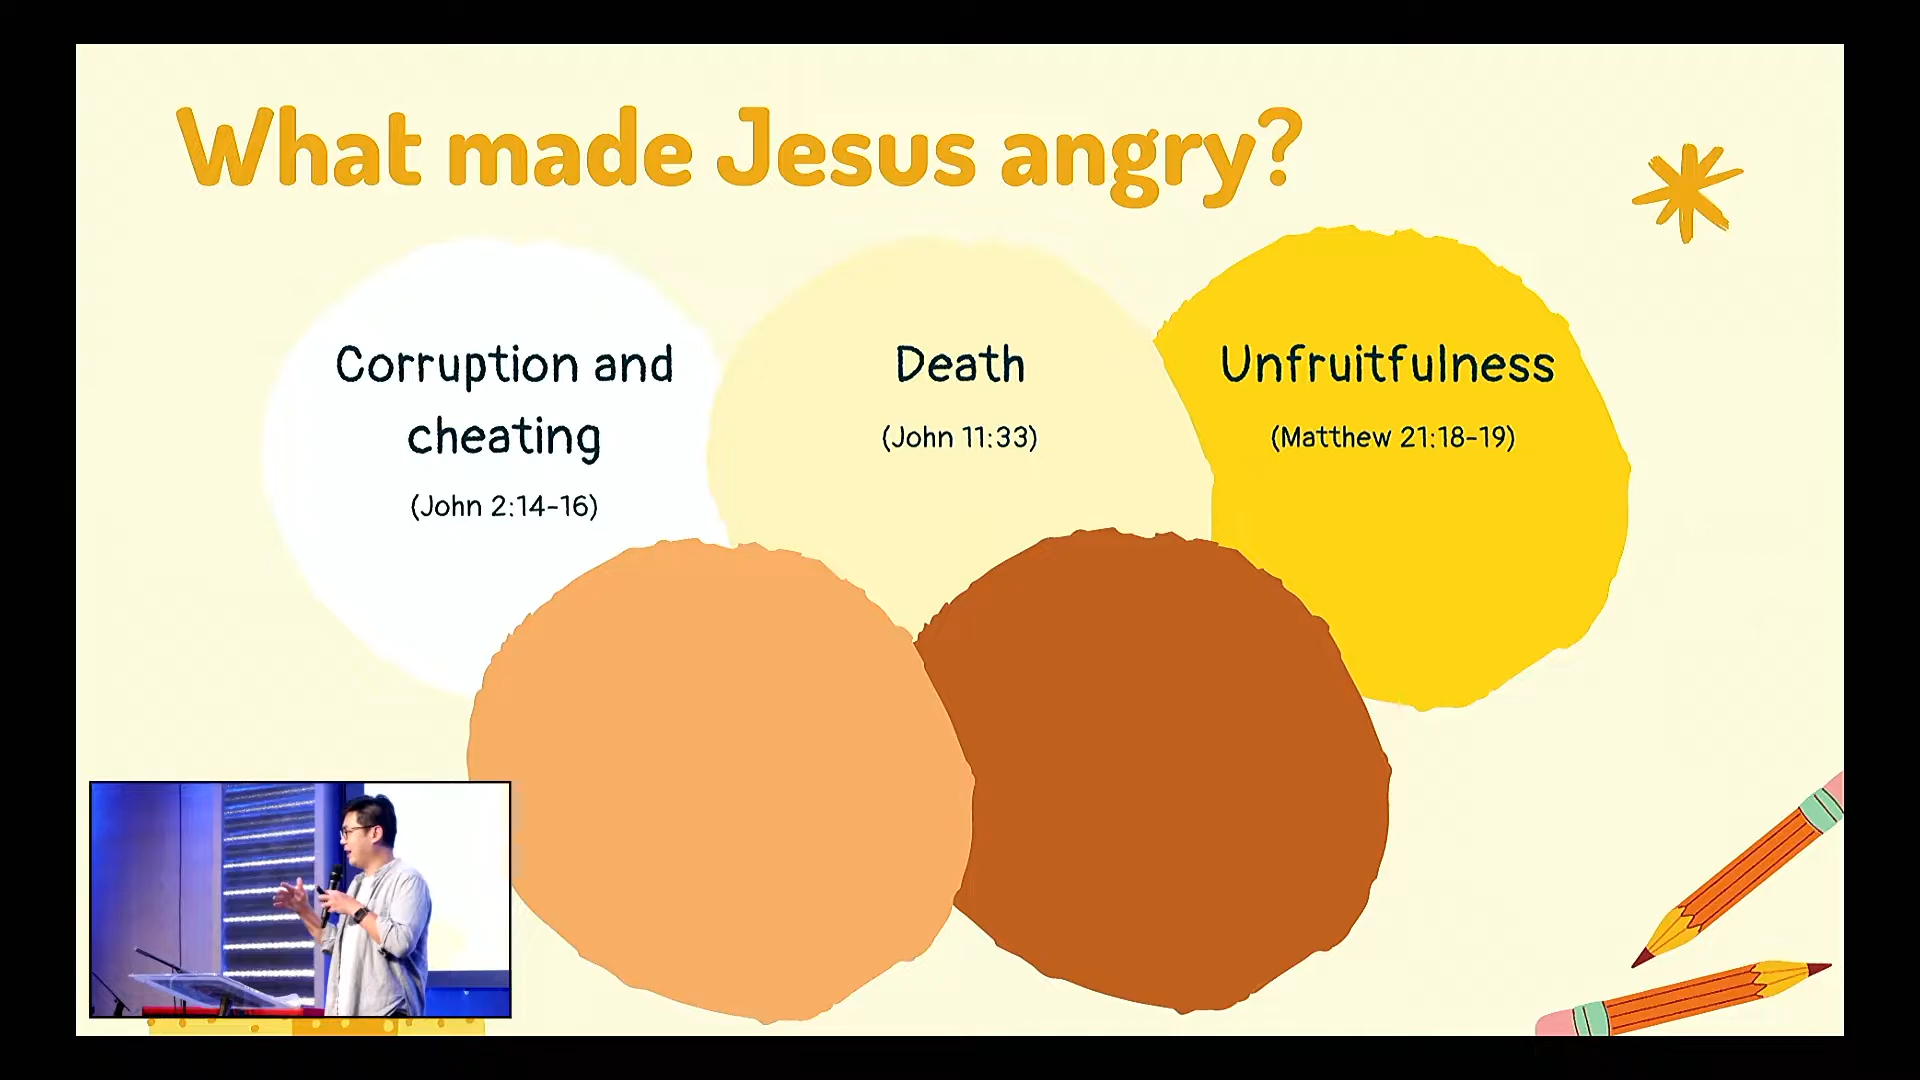 What made Jesus angry?
Corruption and
cheating
(John 2:14-16)
Death
(John 11:33)
Unfruitfulness
(Matthew 21:18-19)